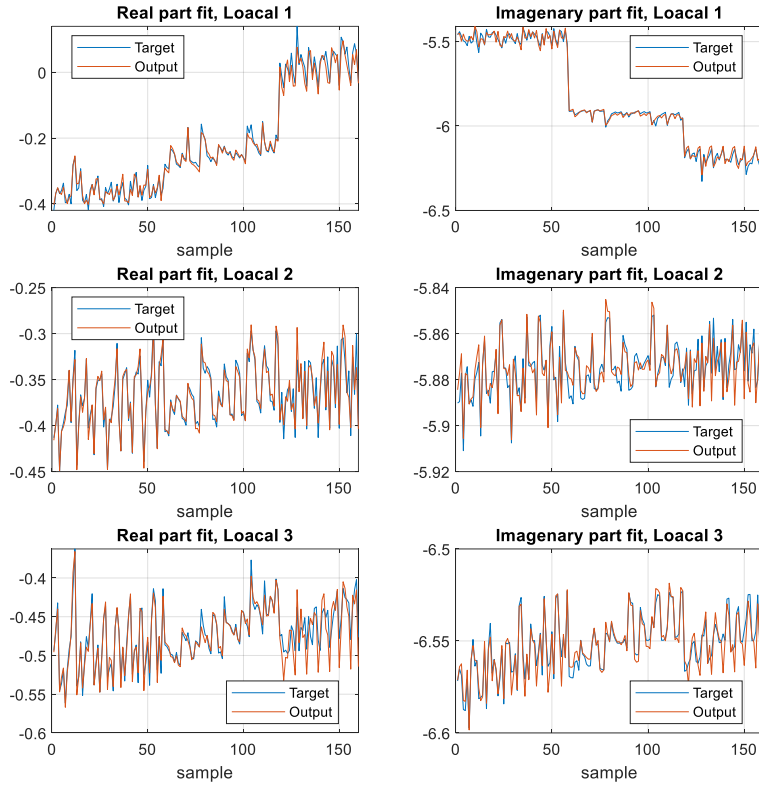 Real part fit, Loacal 1
0
-0.2
-0.4
0 50 100 150
sample
Target
Output
Imagenary part fit, Loacal 1
-5.5
-6
-6.5
0 50 100 150
sample
Target
Output
Real part fit, Loacal 2
-0.25
-0.3
-0.35
-0.4
-0.45
0 50 100 150
sample
Target
Output
Imagenary part fit, Loacal 2
-5.84
-5.86
-5.88
-5.9
-5.92
0 50 100 150
sample
Target
Output
Real part fit, Loacal 3
-0.4
-0.45
-0.5
-0.55
-0.6
0 50 100 150
sample
Target
Output
Imagenary part fit, Loacal 3
-6.5
-6.55
-6.6
0 50 100 150
sample
Target
Output